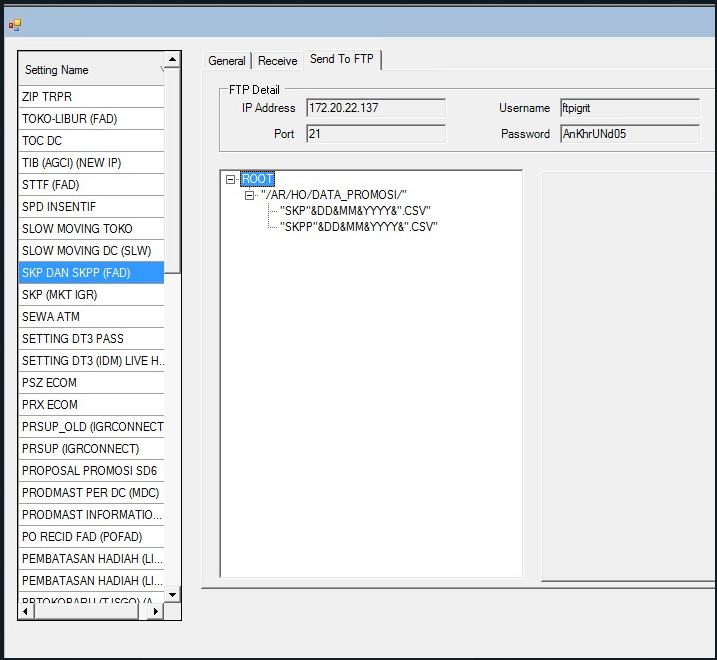 Setting Name
ZIP TRPR
TOKO-LIBUR (FAD)
TOC DC
TIB (AGCI) (NEW IP)
STTF (FAD)
SPD INSENTIF
SLOW MOVING TOKO
SLOW MOVING DC (SLW)
SKP DAN SKPP (FAD)
SKP (MKT IGR)
SEWA ATM
SETTING DT3 PASS
SETTING DT3 (IDM) LIVE H...
PSZ ECOM
PRX ECOM
PRSUP_OLD (IGRCONNECT
PRSUP (IGRCONNECT)
PROPOSAL PROMOSI SD6
PRODMAST PER DC (MDC)
PRODMAST INFORMATIO...
PO RECID FAD (POFAD)
PEMBATASAN HADIAH (LI...
PEMBATASAN HADIAH (LI...
General Receive Send To FTP
FTP Detail
IP Address 172.20.22.137 Username ftpigrit
Port 21 Password AnKhrUNd05
ROOT
"/AR/HO/DATA_PROMOSI/"
"SKP"&DD&MM&YYYY&".CSV"
"SKPP"&DD&MM&YYYY&".CSV"